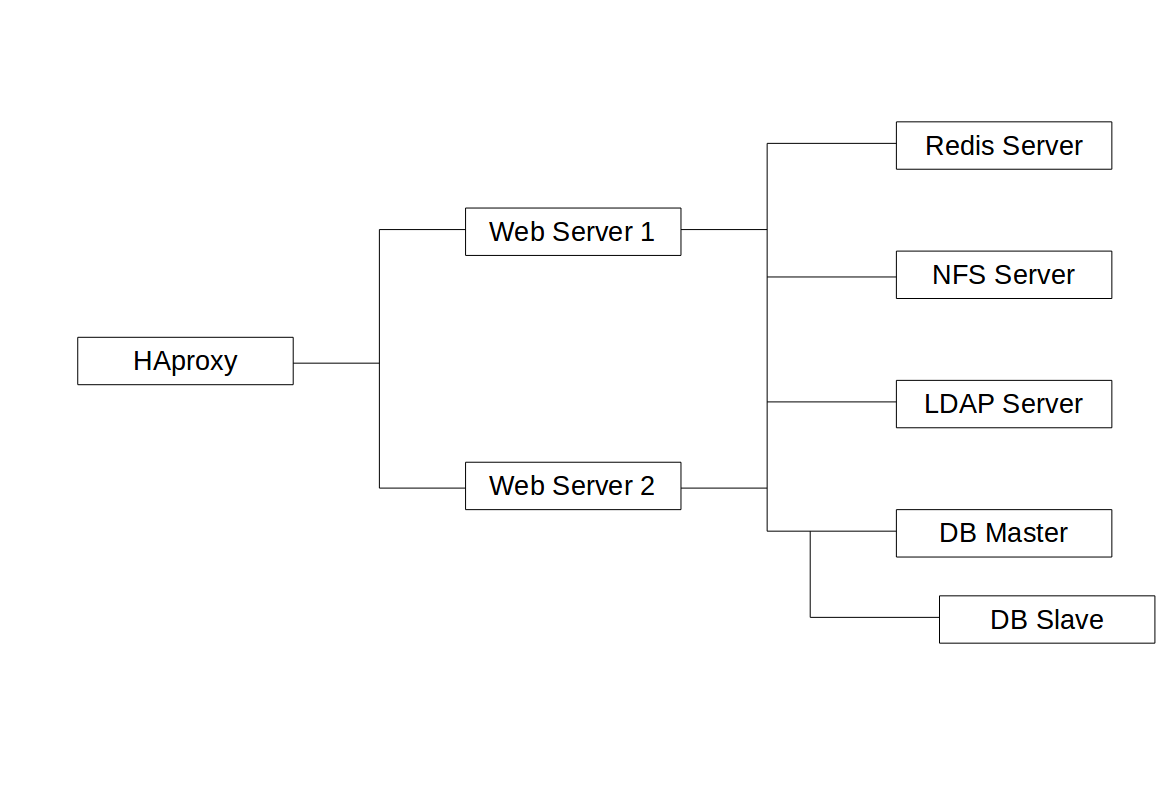 HAproxy
Web Server 1
Web Server 2
Redis Server
NFS Server
LDAP Server
DB Master
DB Slave